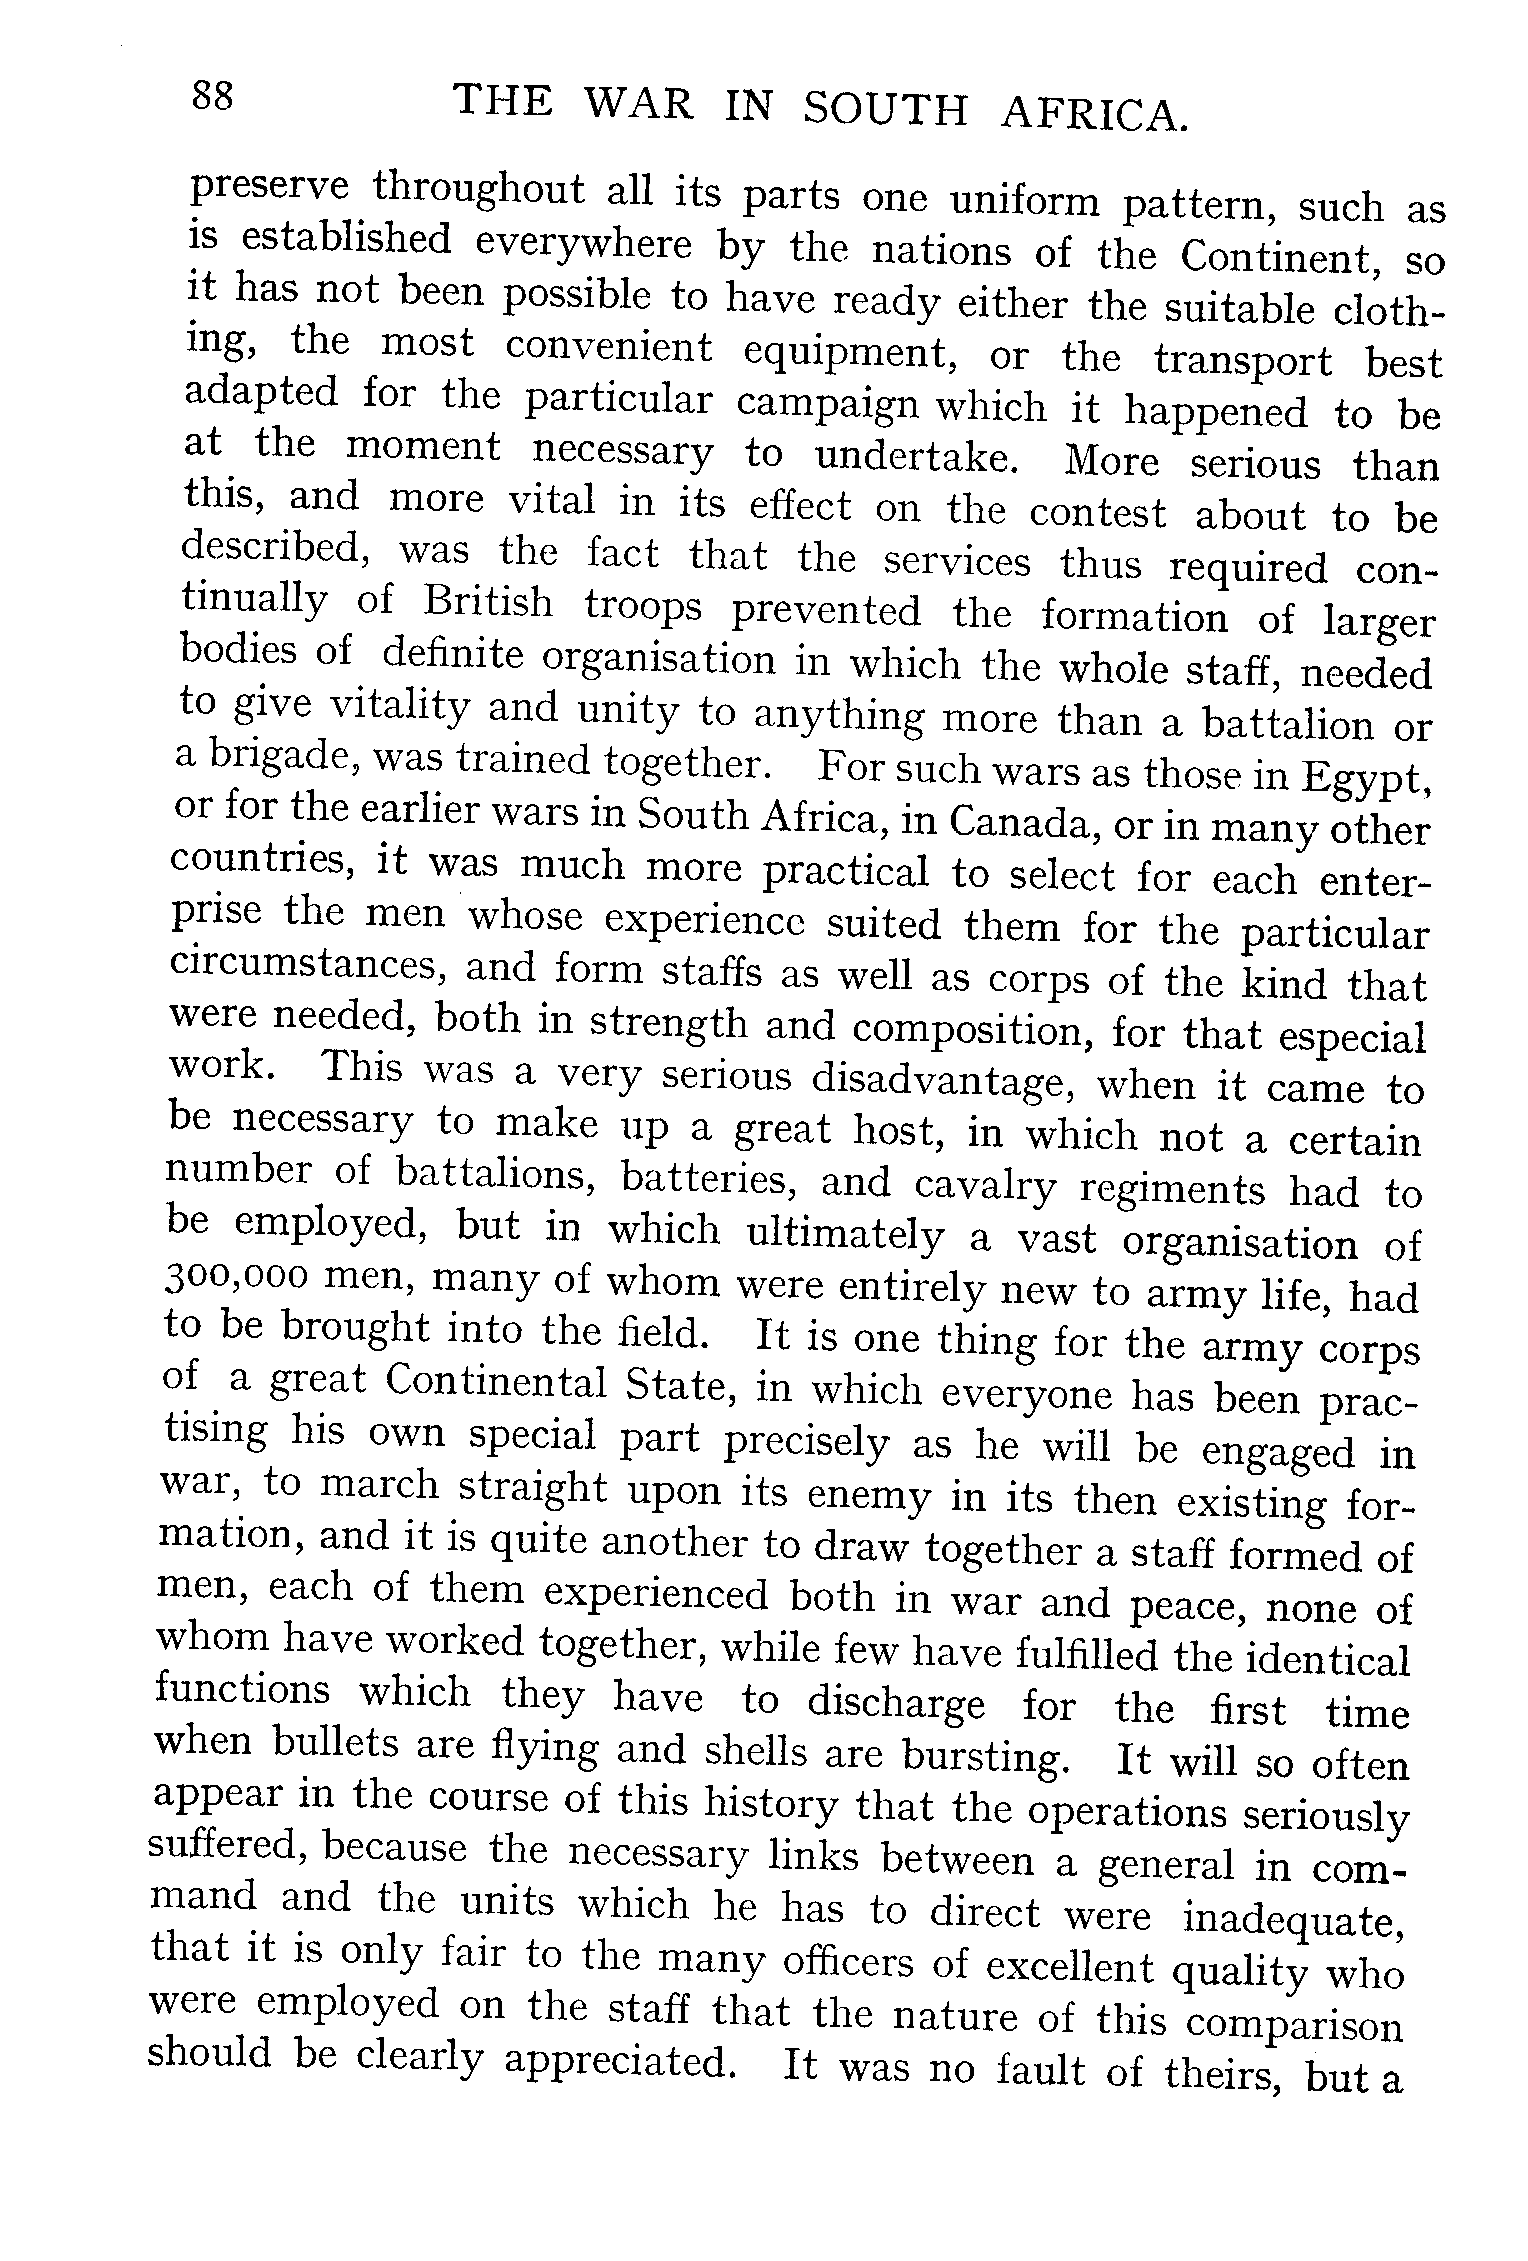 88 THE WAR IN SOUTH AFRICA.
preserve throughout all its parts one uniform pattern, such as
is established everywhere by the nations of the Continent, so
it has not been possible to have ready either the suitable cloth-
ing, the most convenient equipment, or the transport best
adapted for the particular campaign which it happened to be
at the moment necessary to undertake. More serious than
this, and more vital in its effect on the contest about to be
described, was the fact that the services thus required con-
tinually of British troops prevented the formation of larger
bodies of definite organisation in which the whole staff, needed
to give vitality and unity to anything more than a battalion or
a brigade, was trained together. For such wars as those in Egypt,
or for the earlier wars in South Africa, in Canada, or in many other
countries, it was much more practical to select for each enter-
prise the men whose experience suited them for the particular
circumstances, and form staffs as well as corps of the kind that
were needed, both in strength and composition, for that especial
work. This was a very serious disadvantage, when it came to
be necessary to make up a great host, in which not a certain
number of battalions, batteries, and cavalry regiments had to
be employed, but in which ultimately a vast organisation of
300,000 men, many of whom were entirely new to army life, had
to be brought into the field. It is one thing for the army corps
of a great Continental State, in which everyone has been prac-
tising his own special part precisely as he will be engaged in
war, to march straight upon its enemy in its then existing for-
mation, and it is quite another to draw together a staff formed of
men, each of them experienced both in war and peace, none of
whom have worked together, while few have fulfilled the identical
functions which they have to discharge for the first time
when bullets are flying and shells are bursting. It will so often
appear in the course of this history that the operations seriously
suffered, because the necessary links between a general in com-
mand and the units which he has to direct were inadequate,
that it is only fair to the many officers of excellent quality who
were employed on the staff that the nature of this comparison
should be clearly appreciated. It was no fault of theirs, but a